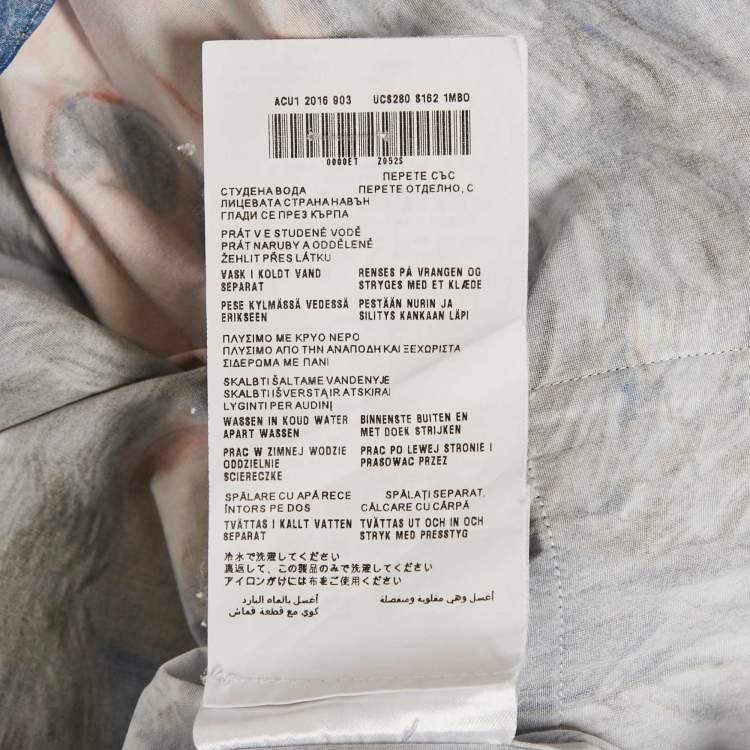 ACU1 2016 903 UCS280 S162 1MBO
0000ET Z052S
ПЕРЕТЕ СЪС
СТУДЕНА ВОДА ПЕРЕТЕ ОТДЕЛНО, С
ЛИЦЕВАТА СТРАНА НАВЪН
ГЛАДИ СЕ ПРЕЗ КЪРПА
PRÁT V E STUDENÉ VODĚ
PRÁT NARUBY A ODDĚLENĚ
ŽEHLIT PŘES LÁTKU
VASK I KOLDT VAND RENSES PÅ VRANGEN OG
SEPARAT STRYGES MED ET KLÆDE
PESE KYLMÄSSÄ VEDESSÄ PESTÄÄN NURIN JA
ERIKSEEN SILITYS KANKAAN LÄPI
ΠΛΥΣΙΜΟ ΜΕ ΚΡΥΟ ΝΕΡΟ
ΠΛΥΣΙΜΟ ΑΠΟ ΤΗΝ ΑΝΑΠΟΔΗ ΚΑΙ ΞΕΧΩΡΙΣΤΑ
ΣΙΔΕΡΩΜΑ ΜΕ ΠΑΝΙ
SKALBTI ŠALTAME VANDENYJE
SKALBTI IŠVERSTĄ IR ATSKIRAI
LYGINTI PER AUDINĮ
WASSEN IN KOUD WATER BINNENSTE BUITEN EN
APART WASSEN MET DOEK STRIJKEN
PRAC W ZIMNEJ WODZIE PRAC PO LEWEJ STRONIE I
ODDZIELNIE PRASOWAC PRZEZ
SCIERECZKE
SPĂLARE CU APĂ RECE SPĂLAȚI SEPARAT,
ÎNTORS PE DOS CĂLCARE CU CÂRPĂ
TVÄTTAS I KALLT VATTEN TVÄTTAS UT OCH IN OCH
SEPARAT STRYK MED PRESSTYG
冷水で洗濯してください
裏返して、この製品のみで洗濯してください
アイロンがけには布をご使用ください
أغسل بالماء البارد أغسل وهي مقلوبة ومنفصلة
كوي مع قطعة قماش